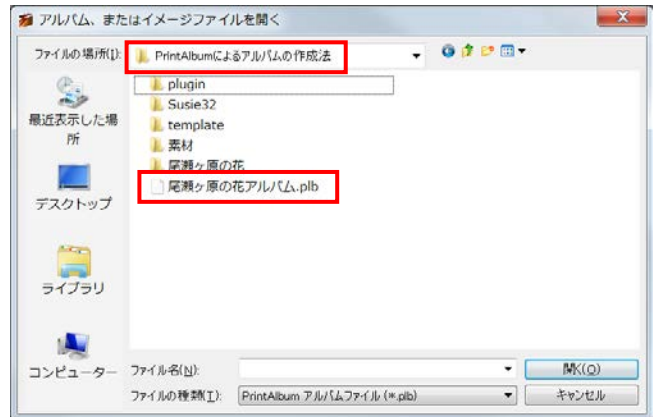 アルバム、またはイメージファイルを開く
ファイルの場所(I):
PrintAlbumによるアルバムの作成法
最近表示した場所
デスクトップ
ライブラリ
コンピューター
plugin
Susie32
template
素材
尾瀬ヶ原の花
尾瀬ヶ原の花アルバム.plb
ファイル名(N):
開く(O)
ファイルの種類(T):
PrintAlbum アルバムファイル (*.plb)
キャンセル